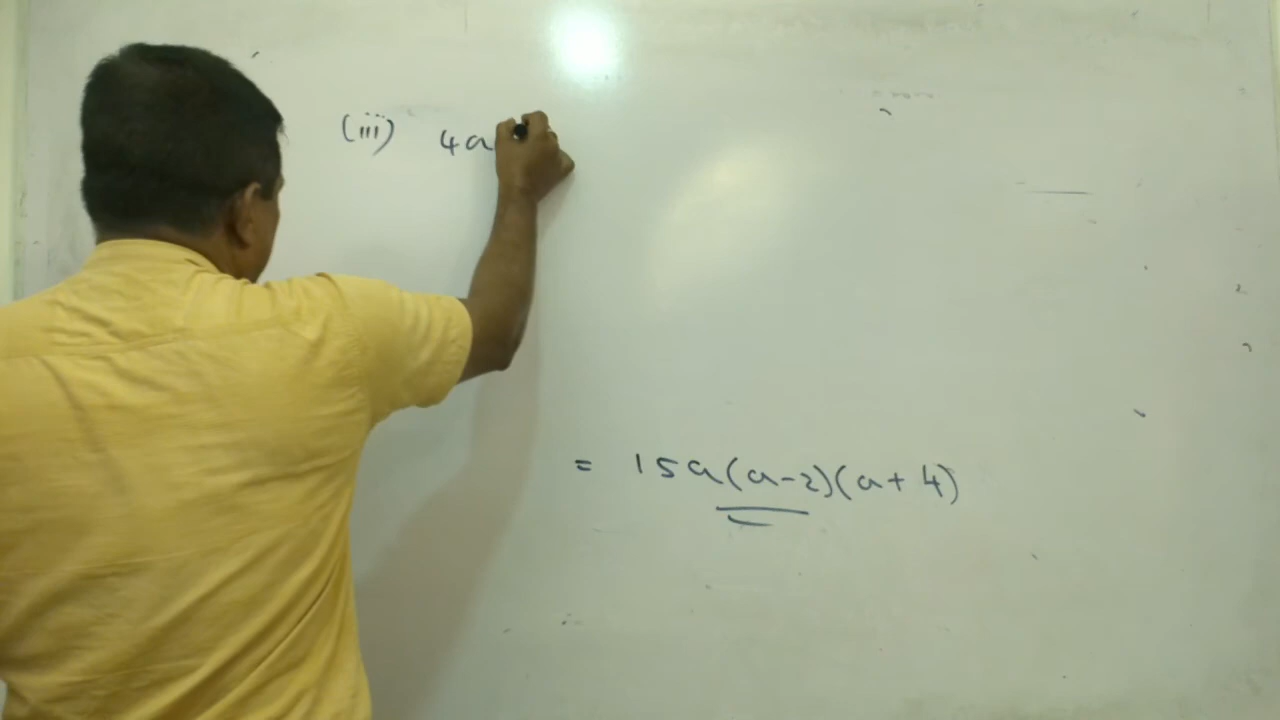 (iii) 4a
= 15a(a-2)(a+4)